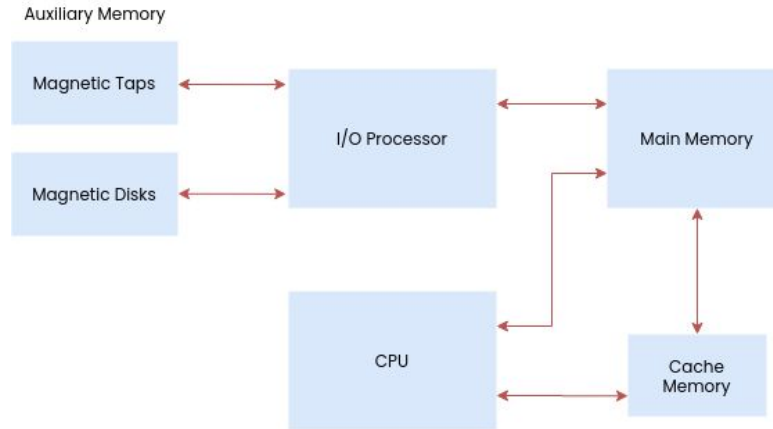 Auxiliary Memory
Magnetic Taps
I/O Processor
Main Memory
Magnetic Disks
CPU
Cache
Memory